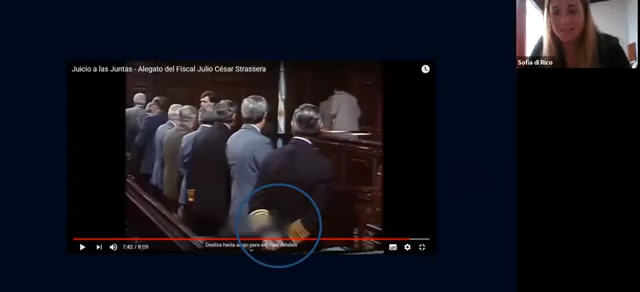 Juicio a las Juntas - Alegato del Fiscal Julio César Strassera
Sofía di Rico
Desliza hacia abajo para ver más detalles
7:42 / 8:09